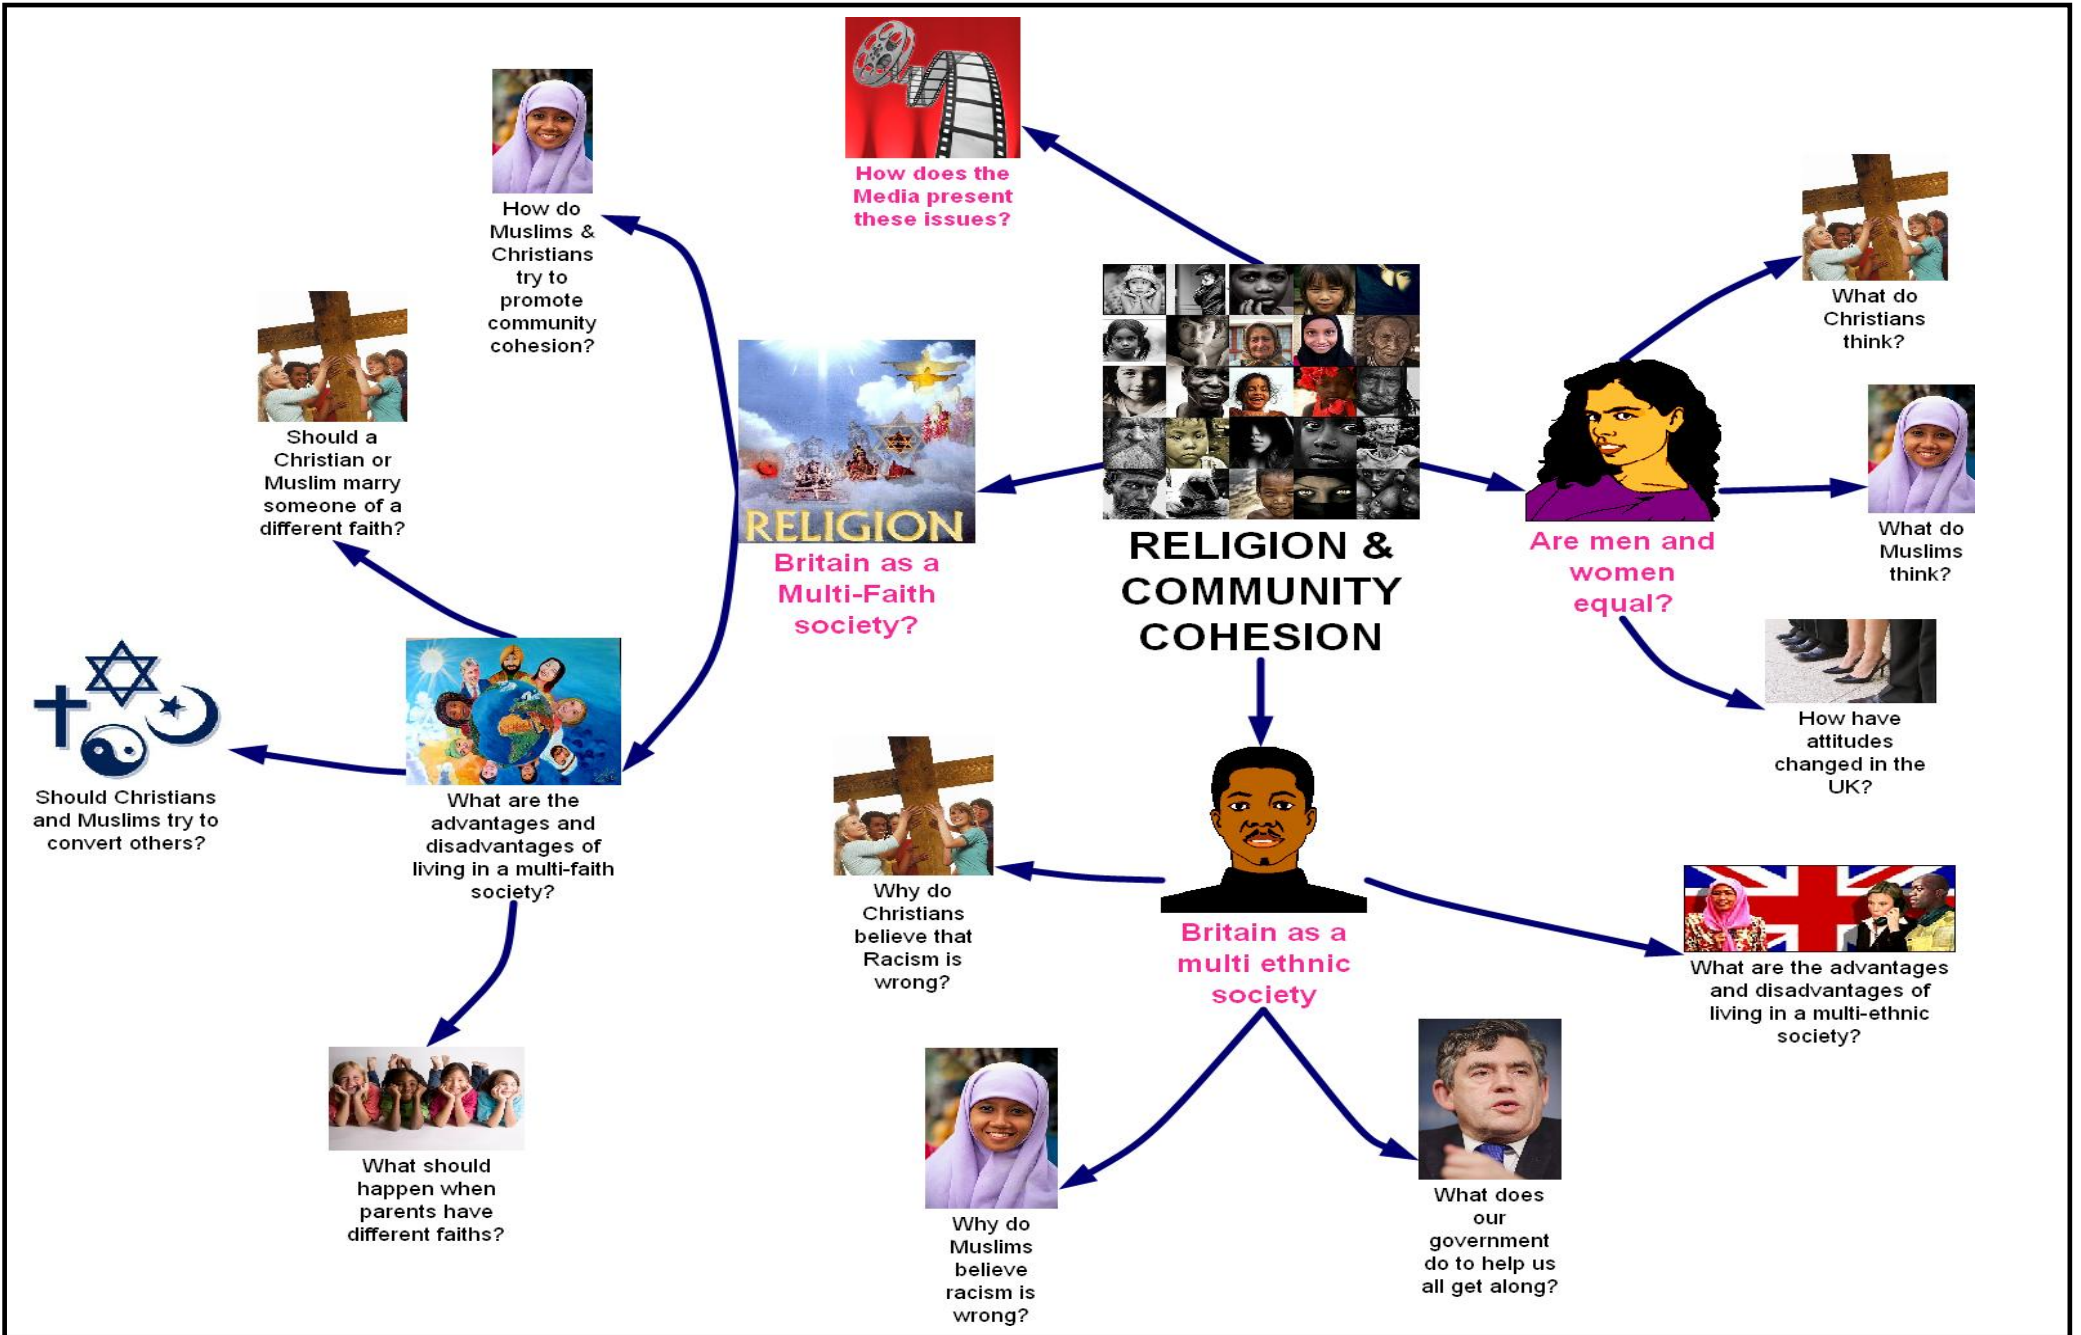 How does the
Media present
these issues?
How do
Muslims &
Christians
try to
promote
community
cohesion?
What do
Christians
think?
Should a
Christian or
Muslim marry
someone of a
different faith?
RELIGION
Britain as a
Multi-Faith
society?
RELIGION &
COMMUNITY
COHESION
Are men and
women
equal?
What do
Muslims
think?
How have
attitudes
changed in the
UK?
Should Christians
and Muslims try to
convert others?
What are the
advantages and
disadvantages of
living in a multi-faith
society?
Why do
Christians
believe that
Racism is
wrong?
Britain as a
multi ethnic
society
What are the advantages
and disadvantages of
living in a multi-ethnic
society?
What should
happen when
parents have
different faiths?
Why do
Muslims
believe
racism is
wrong?
What does
our
government
do to help us
all get along?